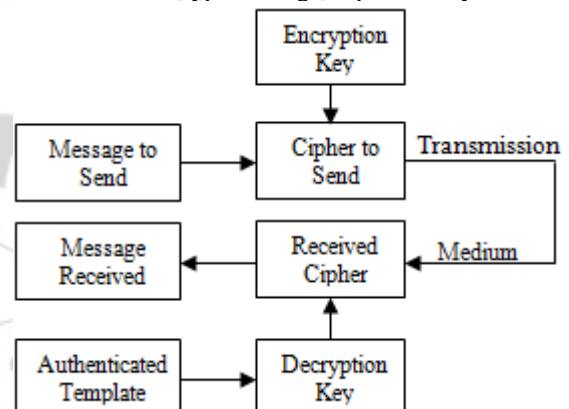 Encryption
Key
Message to
Send
Cipher to
Send
Transmission
Message
Received
Received
Cipher
Medium
Authenticated
Template
Decryption
Key